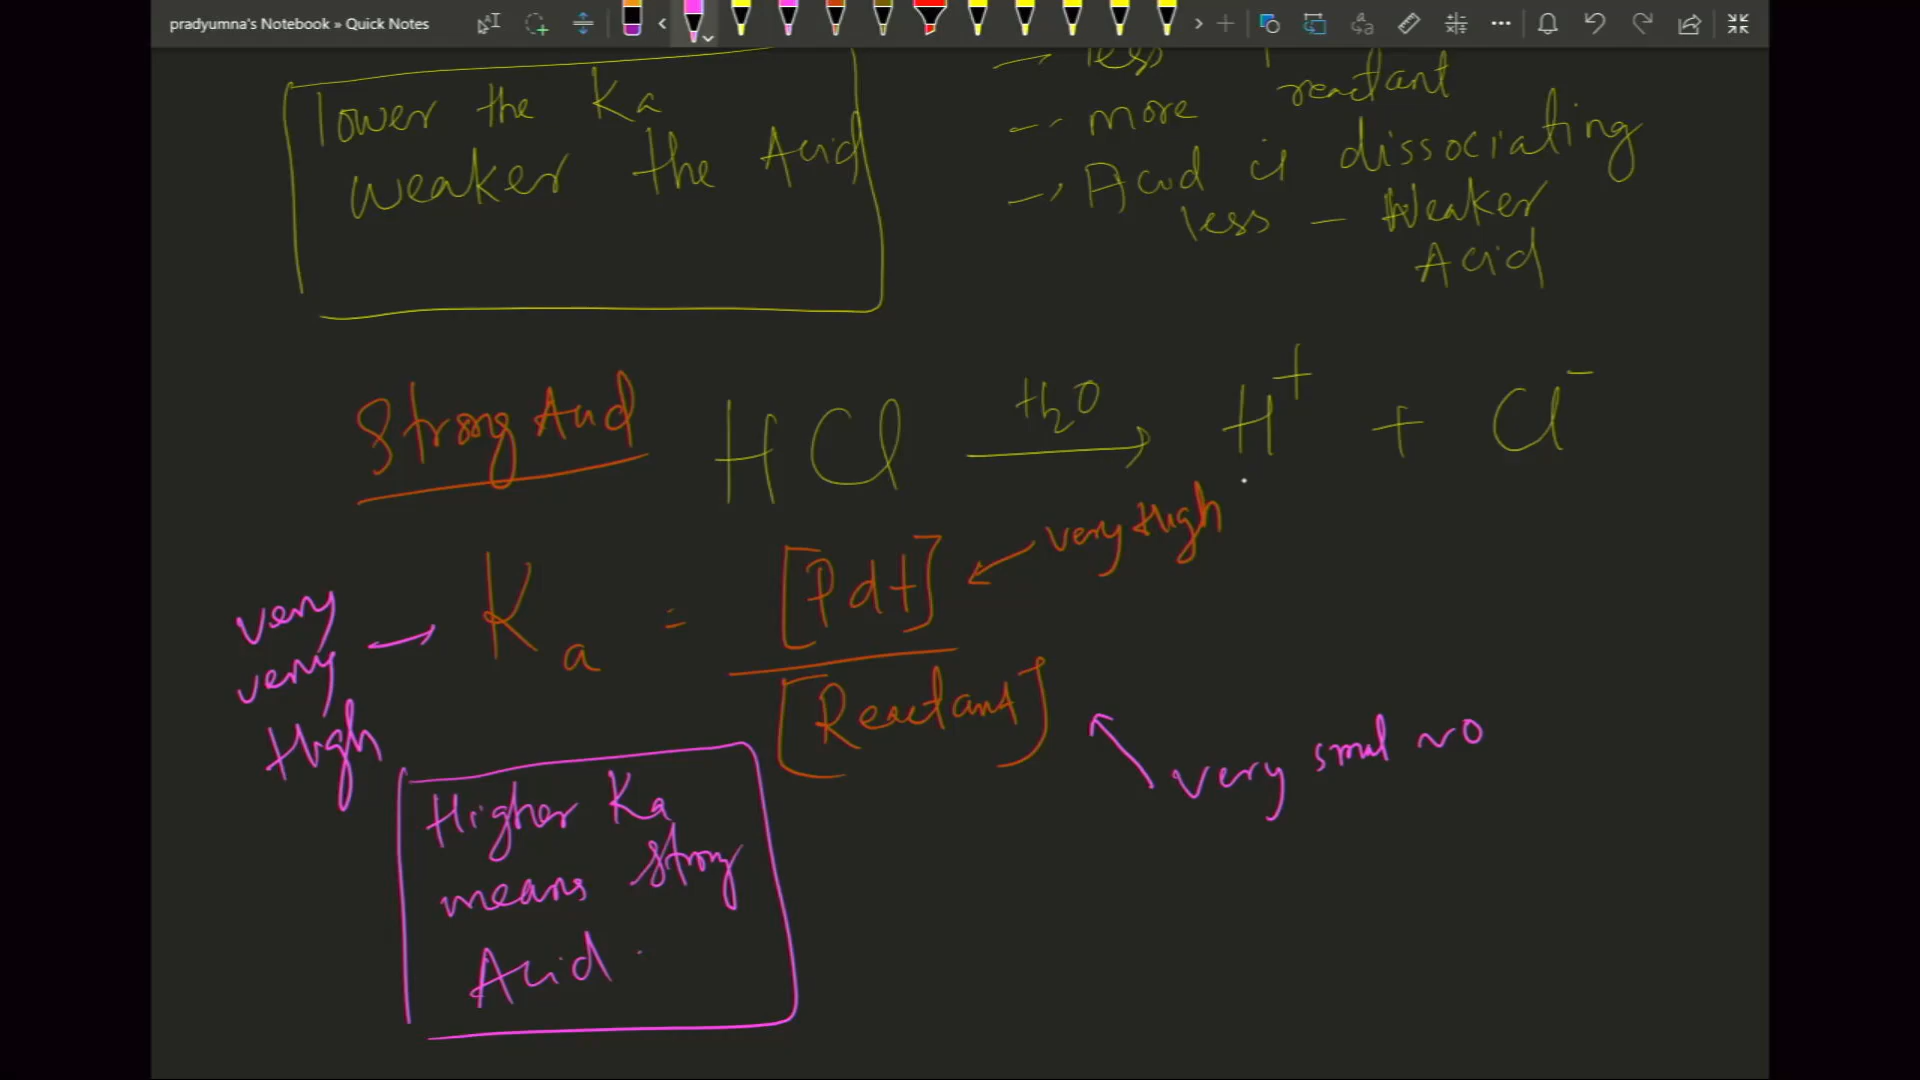 pradyumna's Notebook » Quick Notes
less
lower the Ka
weaker the Acid
more reactant
Acid is dissociating
less - Weaker
Acid
Strong Acid HCl H2O H+ + Cl-
very High
Ka = [Pdt]
[Reactant]
very
very
High
very smal no
Higher Ka
means strong
Acid